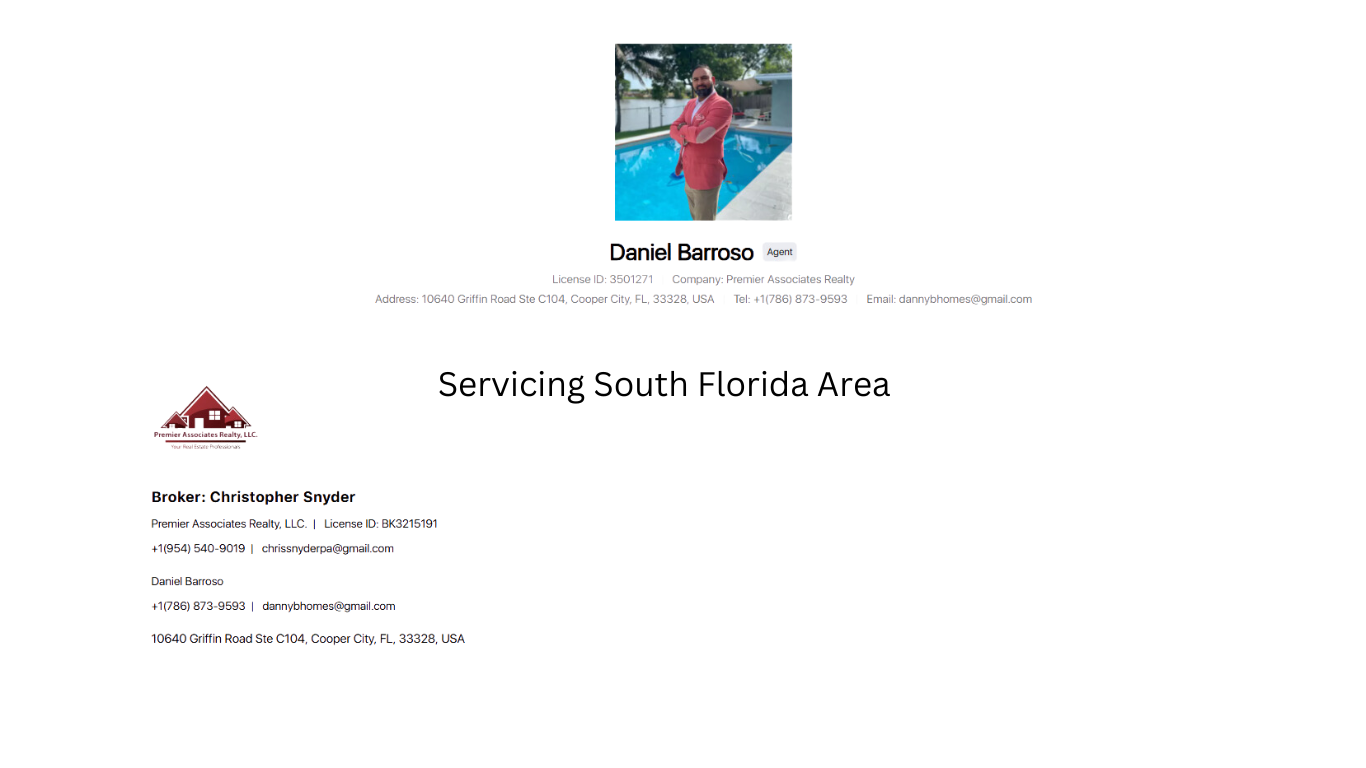 Daniel Barroso Agent
License ID: 3501271 Company: Premier Associates Realty
Address: 10640 Griffin Road Ste C104, Cooper City, FL, 33328, USA Tel: +1(786) 873-9593 Email: dannybhomes@gmail.com
Servicing South Florida Area
Premier Associates Realty, LLC.
Your Real Estate Professionals
Broker: Christopher Snyder
Premier Associates Realty, LLC. | License ID: BK3215191
+1(954) 540-9019 | chrissnyderpa@gmail.com
Daniel Barroso
+1(786) 873-9593 | dannybhomes@gmail.com
10640 Griffin Road Ste C104, Cooper City, FL, 33328, USA